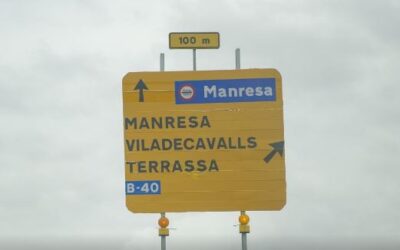 100 m
Manresa
MANRESA
VILADECAVALLS
TERRASSA
B-40